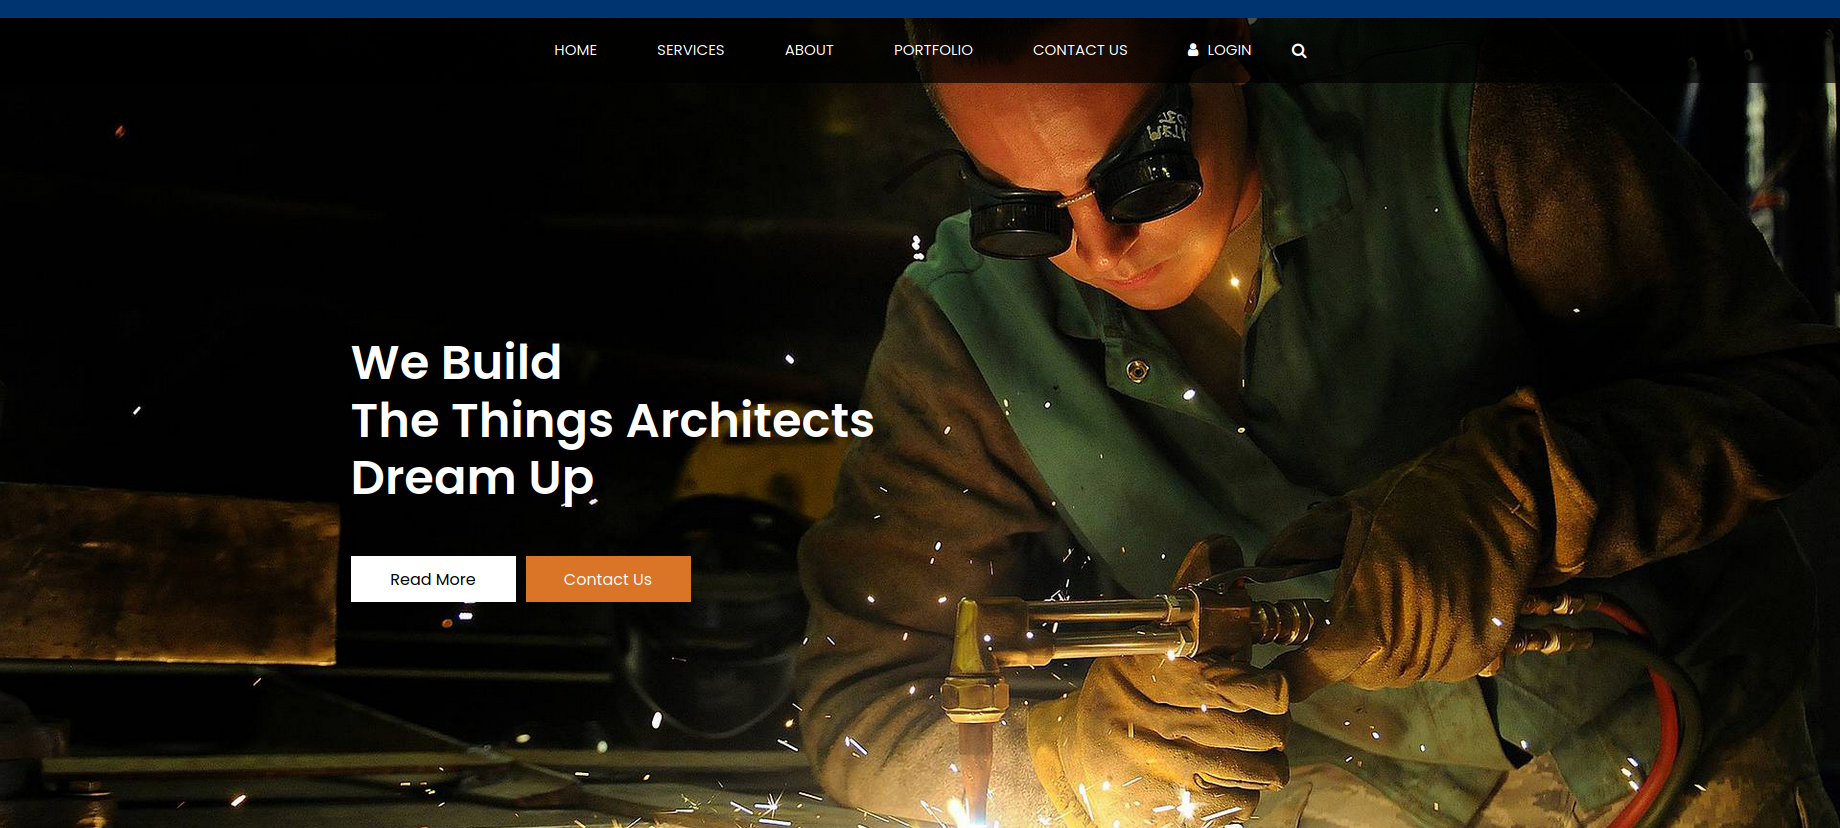 HOME SERVICES ABOUT PORTFOLIO CONTACT US LOGIN
We Build
The Things Architects
Dream Up
Read More Contact Us